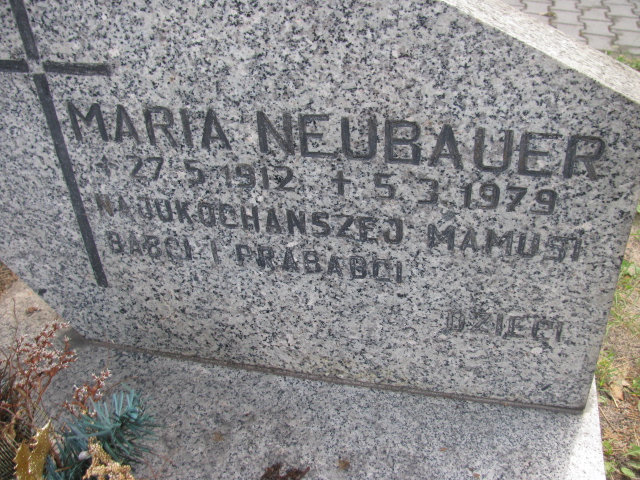 MARIA NEUBAUER
* 27.5.1912 + 5.3.1979
NAJUKOCHAŃSZEJ MAMUSI
BABCI I PRABABCI
DZIECI